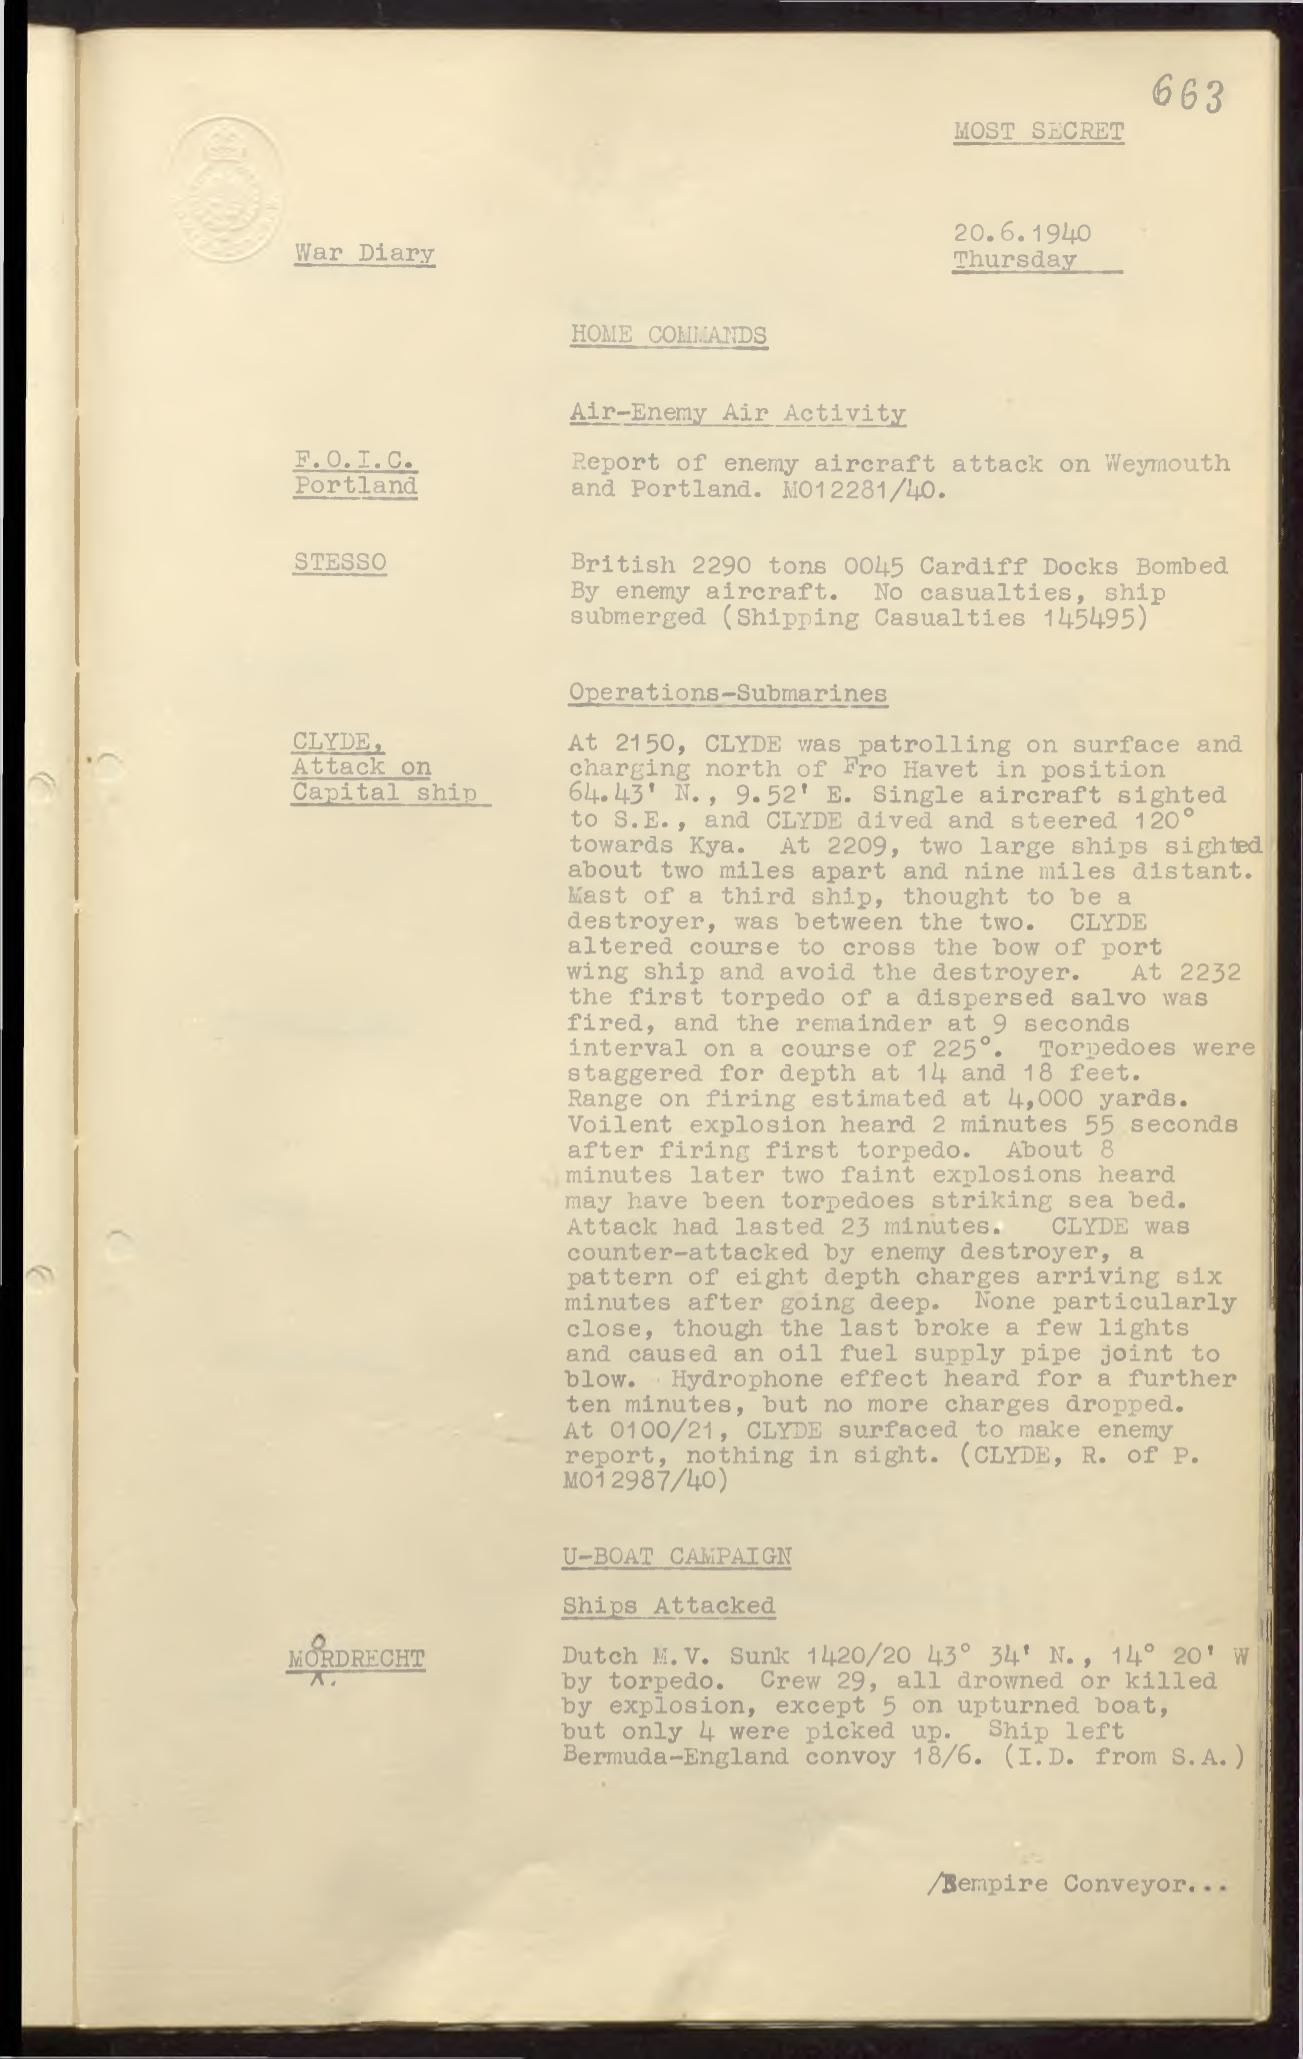 663
MOST SECRET
20.6.1940
War Diary
Thursday
HOME COMMANDS
Air-Enemy Air Activity
F.O.I.C.
Portland
Report of enemy aircraft attack on Weymouth
and Portland. M012281/40.
STESSO
British 2290 tons 0045 Cardiff Docks Bombed
By enemy aircraft. No casualties, ship
submerged (Shipping Casualties 145495)
Operations-Submarines
CLYDE,
Attack on
Capital ship
At 2150, CLYDE was patrolling on surface and
charging north of Fro Havet in position
64.43' N., 9.52' E. Single aircraft sighted
to S.E., and CLYDE dived and steered 120°
towards Kya. At 2209, two large ships sighted
about two miles apart and nine miles distant.
Mast of a third ship, thought to be a
destroyer, was between the two. CLYDE
altered course to cross the bow of port
wing ship and avoid the destroyer. At 2232
the first torpedo of a dispersed salvo was
fired, and the remainder at 9 seconds
interval on a course of 225°. Torpedoes were
staggered for depth at 14 and 18 feet.
Range on firing estimated at 4,000 yards.
Voilent explosion heard 2 minutes 55 seconds
after firing first torpedo. About 8
minutes later two faint explosions heard
may have been torpedoes striking sea bed.
Attack had lasted 23 minutes. CLYDE was
counter-attacked by enemy destroyer, a
pattern of eight depth charges arriving six
minutes after going deep. None particularly
close, though the last broke a few lights
and caused an oil fuel supply pipe joint to
blow. Hydrophone effect heard for a further
ten minutes, but no more charges dropped.
At 0100/21, CLYDE surfaced to make enemy
report, nothing in sight. (CLYDE, R. of P.
M012987/40)
U-BOAT CAMPAIGN
Ships Attacked
MOORDRECHT
Dutch M.V. Sunk 1420/20 43° 34' N., 14° 20' W
by torpedo. Crew 29, all drowned or killed
by explosion, except 5 on upturned boat,
but only 4 were picked up. Ship left
Bermuda-England convoy 18/6. (I.D. from S.A.)
/Eempire Conveyor...